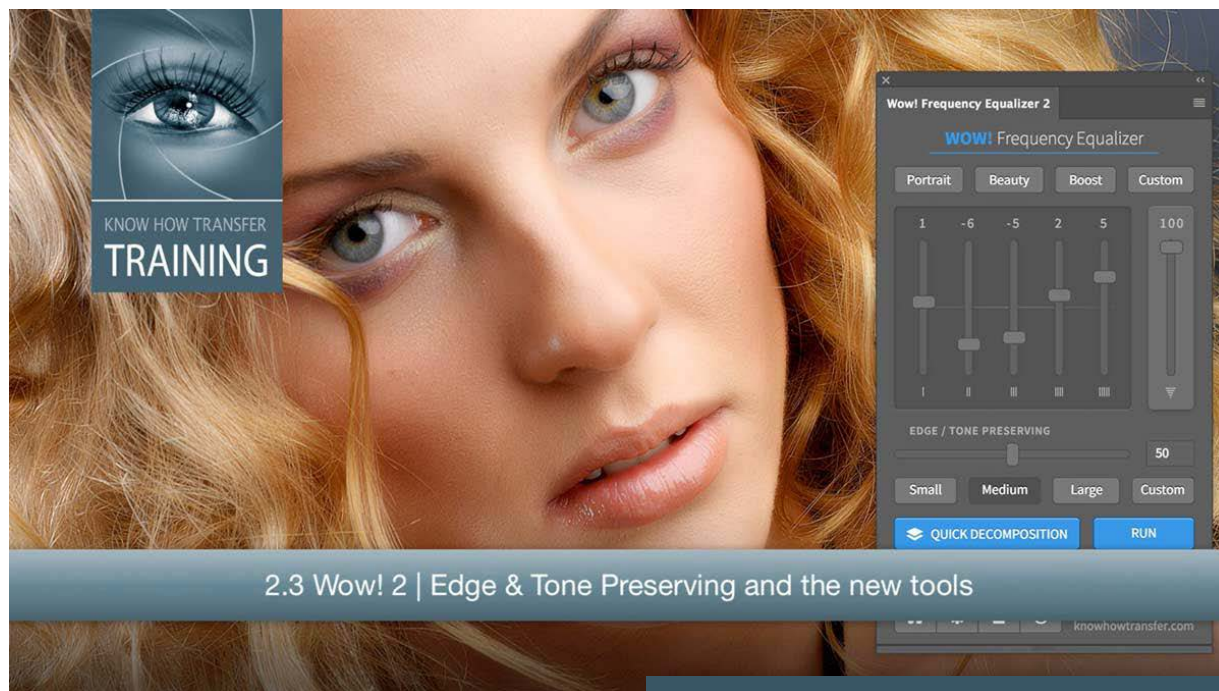 KNOW HOW TRANSFER
TRAINING
Wow! Frequency Equalizer 2
WOW! Frequency Equalizer
Portrait Beauty Boost Custom
1 -6 -5 2 5 100
I II III IIII IIIII
EDGE / TONE PRESERVING
50
Small Medium Large Custom
QUICK DECOMPOSITION RUN
2.3 Wow! 2 | Edge & Tone Preserving and the new tools
knowhowtransfer.com